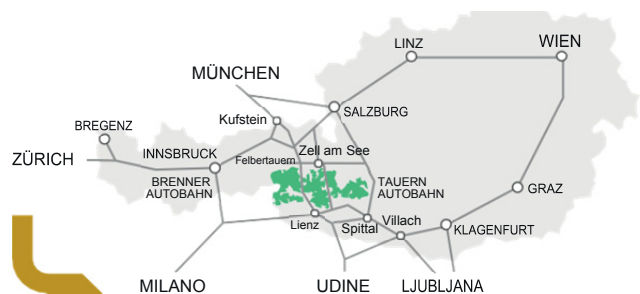 WIEN
LINZ
MÜNCHEN
SALZBURG
Kufstein
BREGENZ
Zell am See
INNSBRUCK
ZÜRICH
Felbertauern
BRENNER
AUTOBAHN
TAUERN
AUTOBAHN
GRAZ
Lienz
Spittal
Villach
KLAGENFURT
MILANO
UDINE
LJUBLJANA